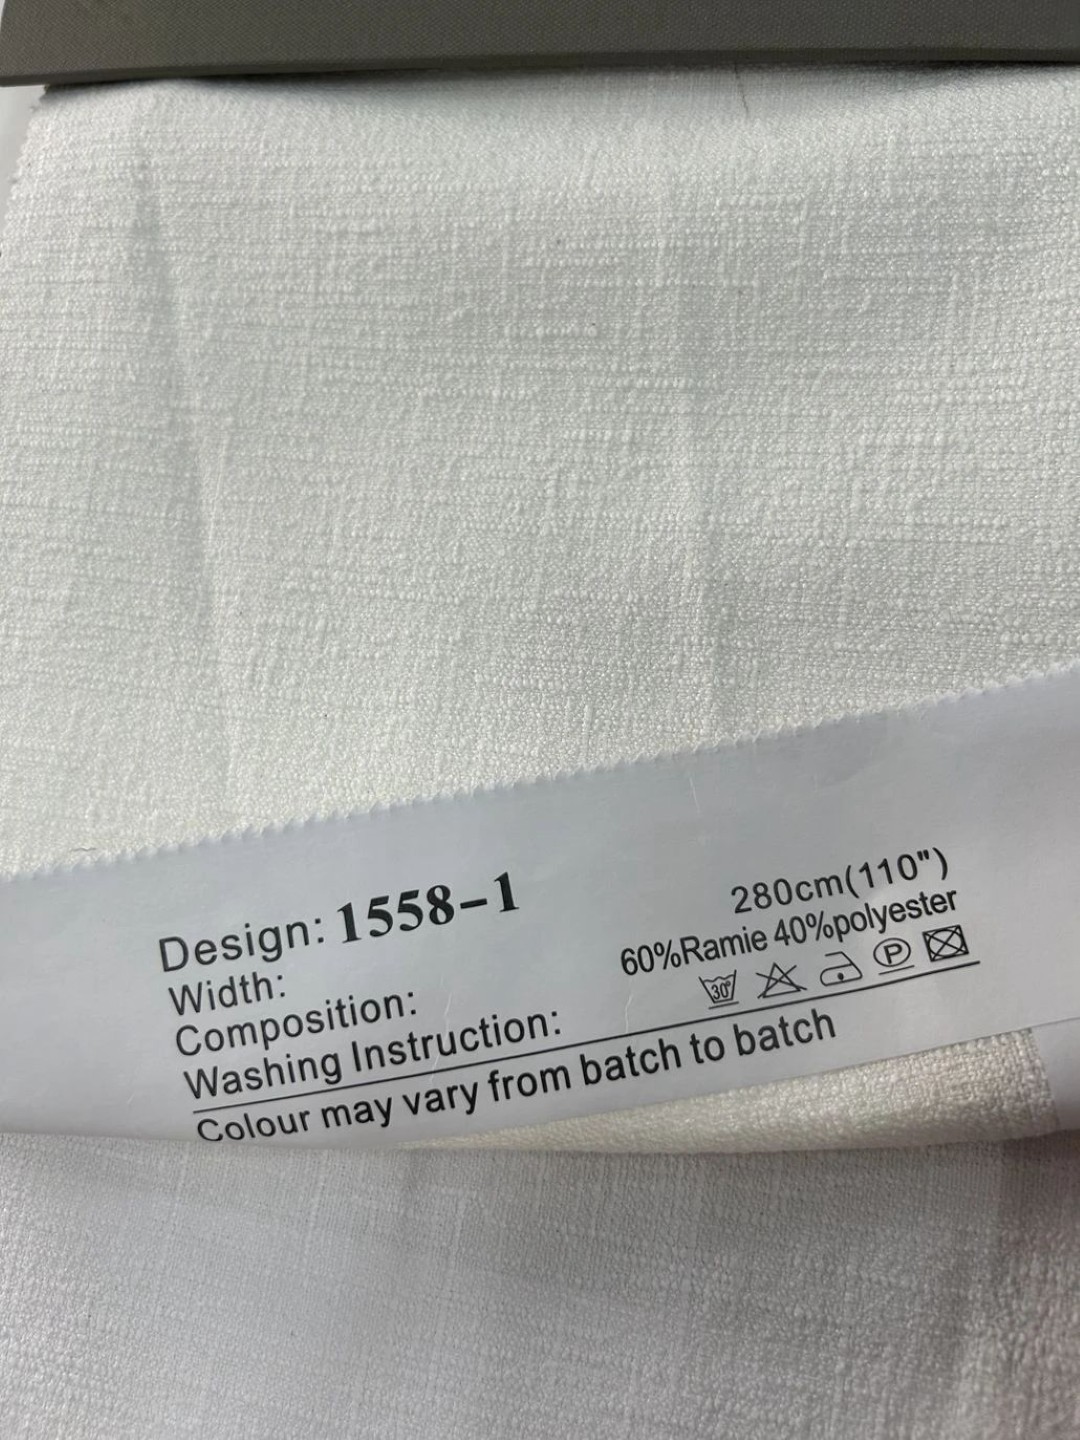 Design: 1558-1
Width: 280cm(110")
Composition: 60%Ramie 40%polyester
Washing Instruction: 30° P
Colour may vary from batch to batch